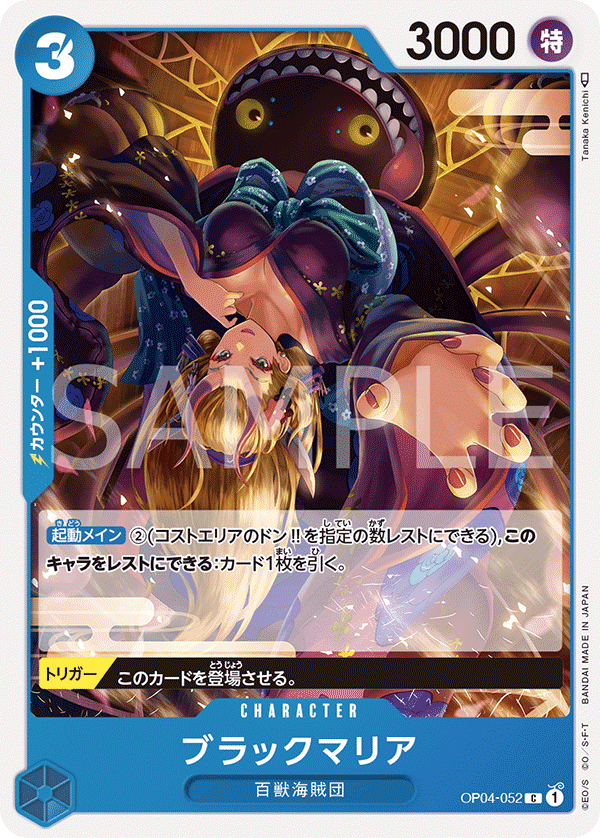 3
3000
特
Tanaka Kenichi
カウンター +1000
SAMPLE
起動メイン ②(コストエリアのドン!!を指定の数レストにできる),この
キャラをレストにできる:カード1枚を引く。
トリガー このカードを登場させる。
CHARACTER
ブラックマリア
百獣海賊団
OP04-052 C 1
©EO/S ©O/S・F・T BANDAI MADE IN JAPAN